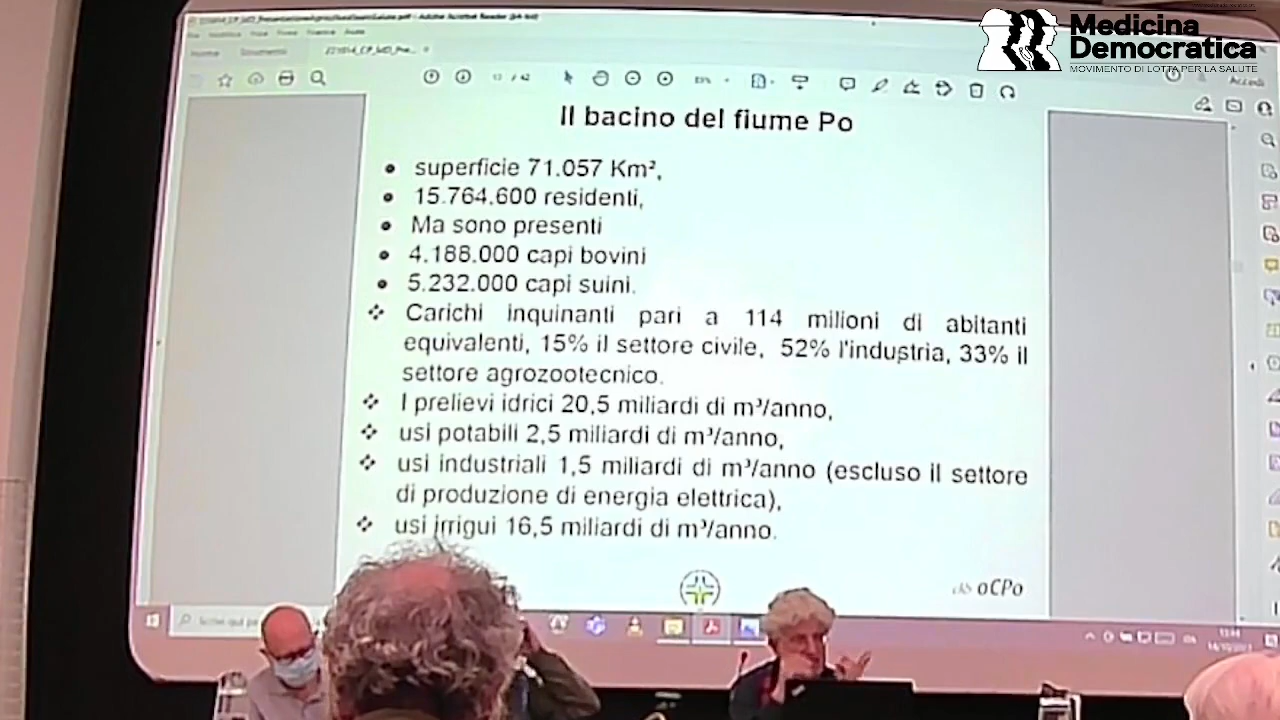 Medicina
Democratica
MOVIMENTO DI LOTTA PER LA SALUTE
Il bacino del fiume Po
superficie 71.057 Km²,
15.764.600 residenti,
Ma sono presenti
4.188.000 capi bovini
5.232.000 capi suini.
Carichi inquinanti pari a 114 milioni di abitanti
equivalenti, 15% il settore civile, 52% l'industria, 33% il
settore agrozootecnico.
I prelievi idrici 20,5 miliardi di m³/anno,
usi potabili 2,5 miliardi di m³/anno,
usi industriali 1,5 miliardi di m³/anno (escluso il settore
di produzione di energia elettrica),
usi irrigui 16,5 miliardi di m³/anno.
oCPo